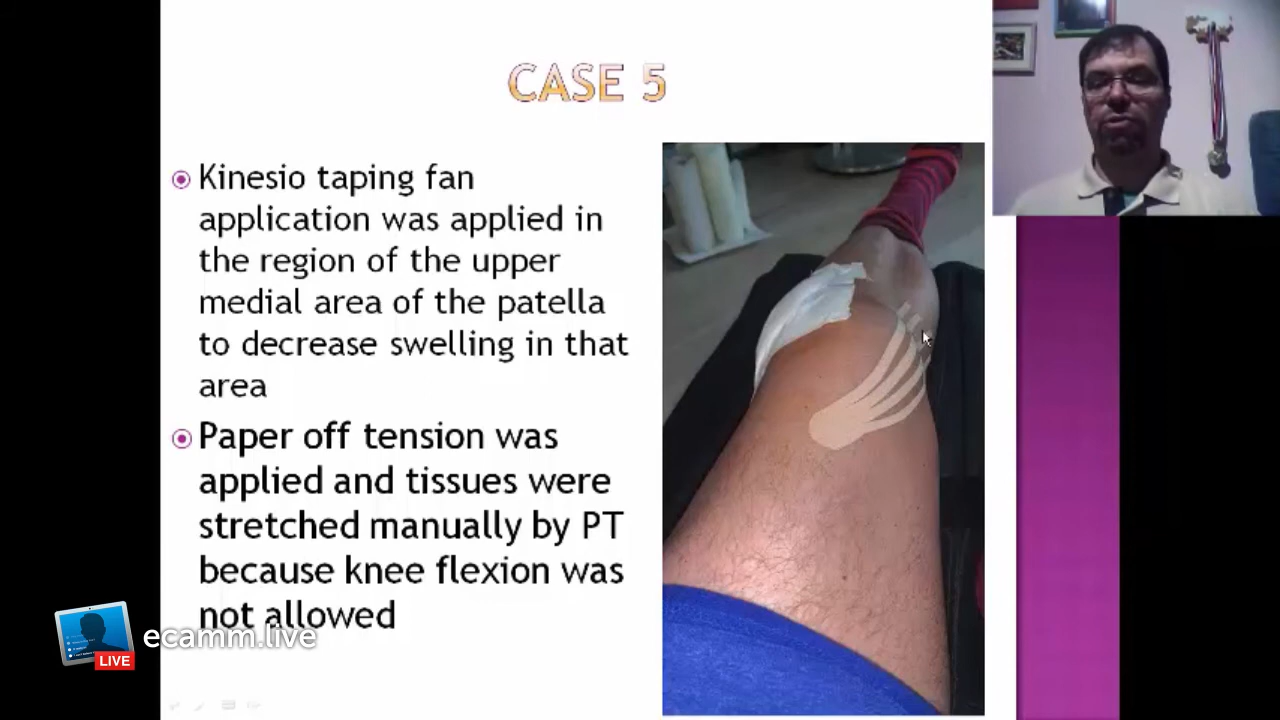 CASE 5
Kinesio taping fan
application was applied in
the region of the upper
medial area of the patella
to decrease swelling in that
area
Paper off tension was
applied and tissues were
stretched manually by PT
because knee flexion was
not allowed
ecamm.live
LIVE